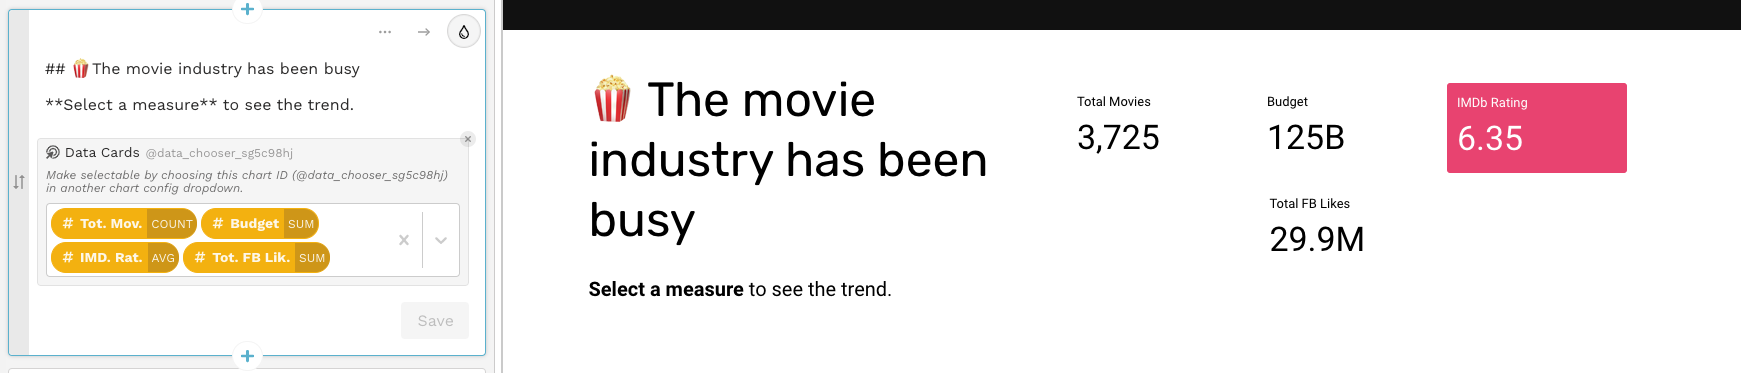 ## 🍿The movie industry has been busy
**Select a measure** to see the trend.
Data Cards @data_chooser_sg5c98hj
Make selectable by choosing this chart ID (@data_chooser_sg5c98hj)
in another chart config dropdown.
# Tot. Mov. COUNT # Budget SUM
# IMD. Rat. AVG # Tot. FB Lik. SUM
Save
🍿 The movie
industry has been
busy
Select a measure to see the trend.
Total Movies
3,725
Budget
125B
IMDb Rating
6.35
Total FB Likes
29.9M